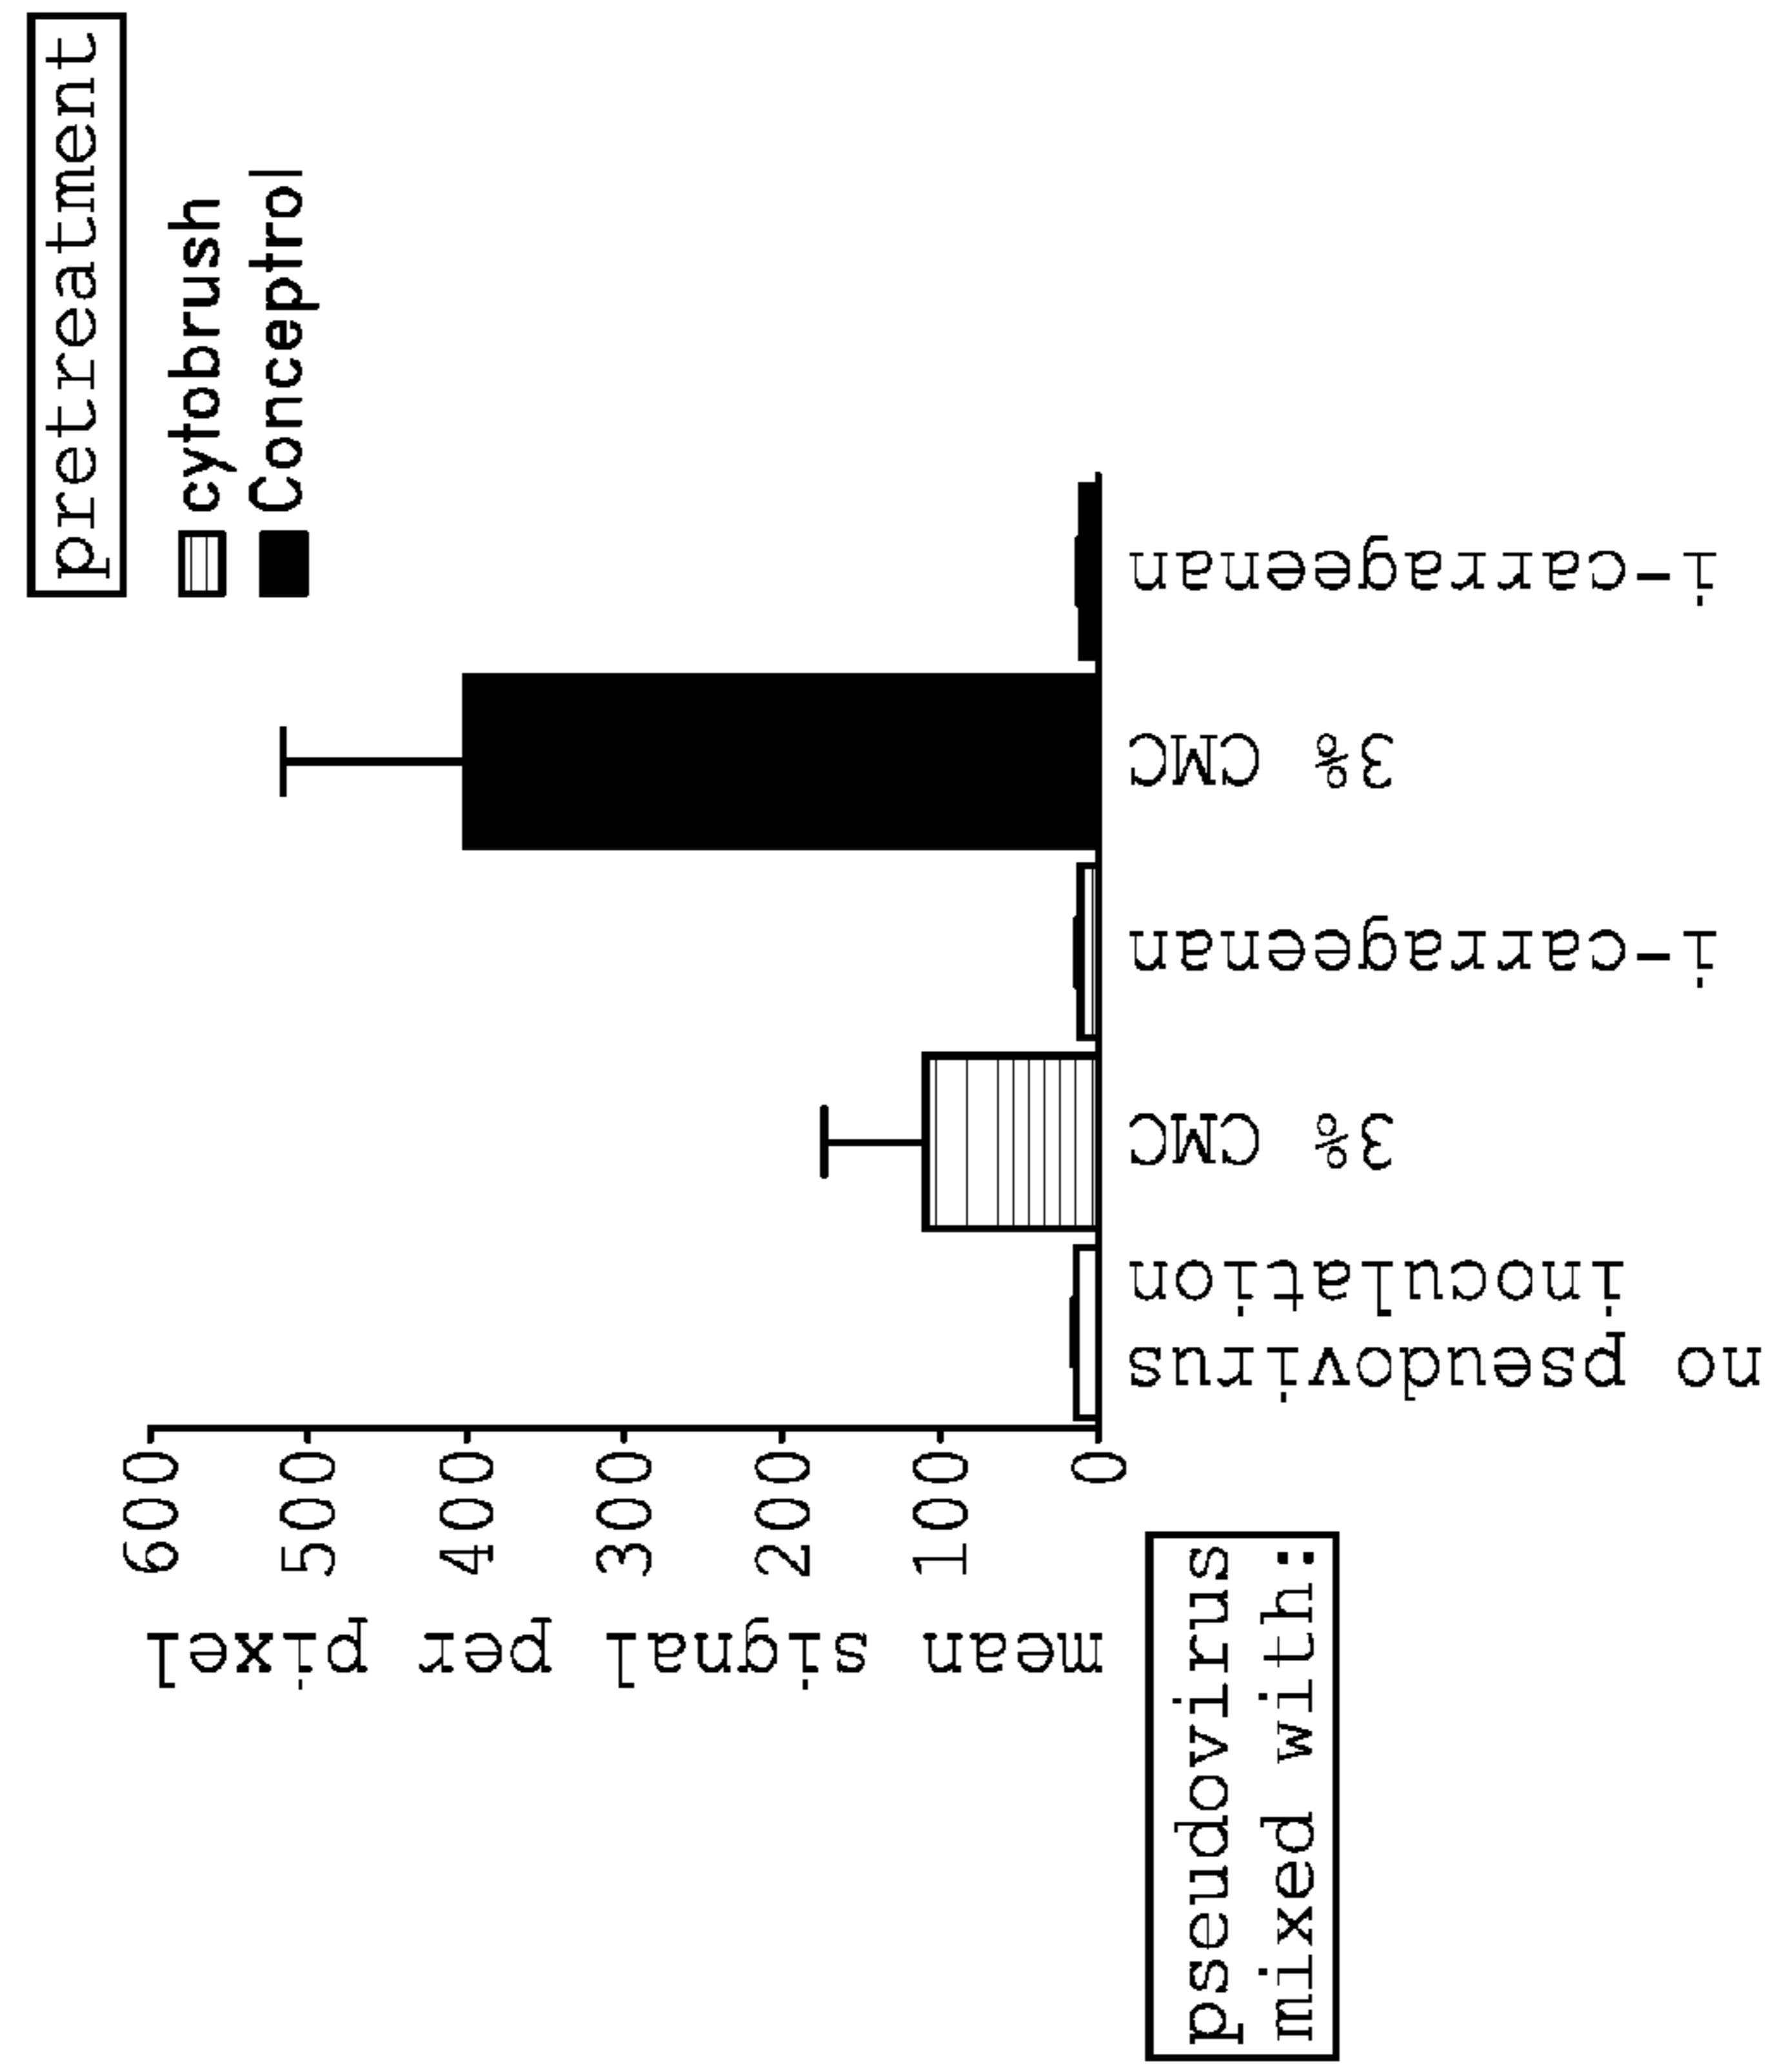 pretreatment
cytobrush
Conceptrol
600
500
400
300
200
100
0
mean signal per pixel
no pseudovirus
inoculation
3% CMC
i-carrageenan
3% CMC
i-carrageenan
pseudovirus
mixed with: